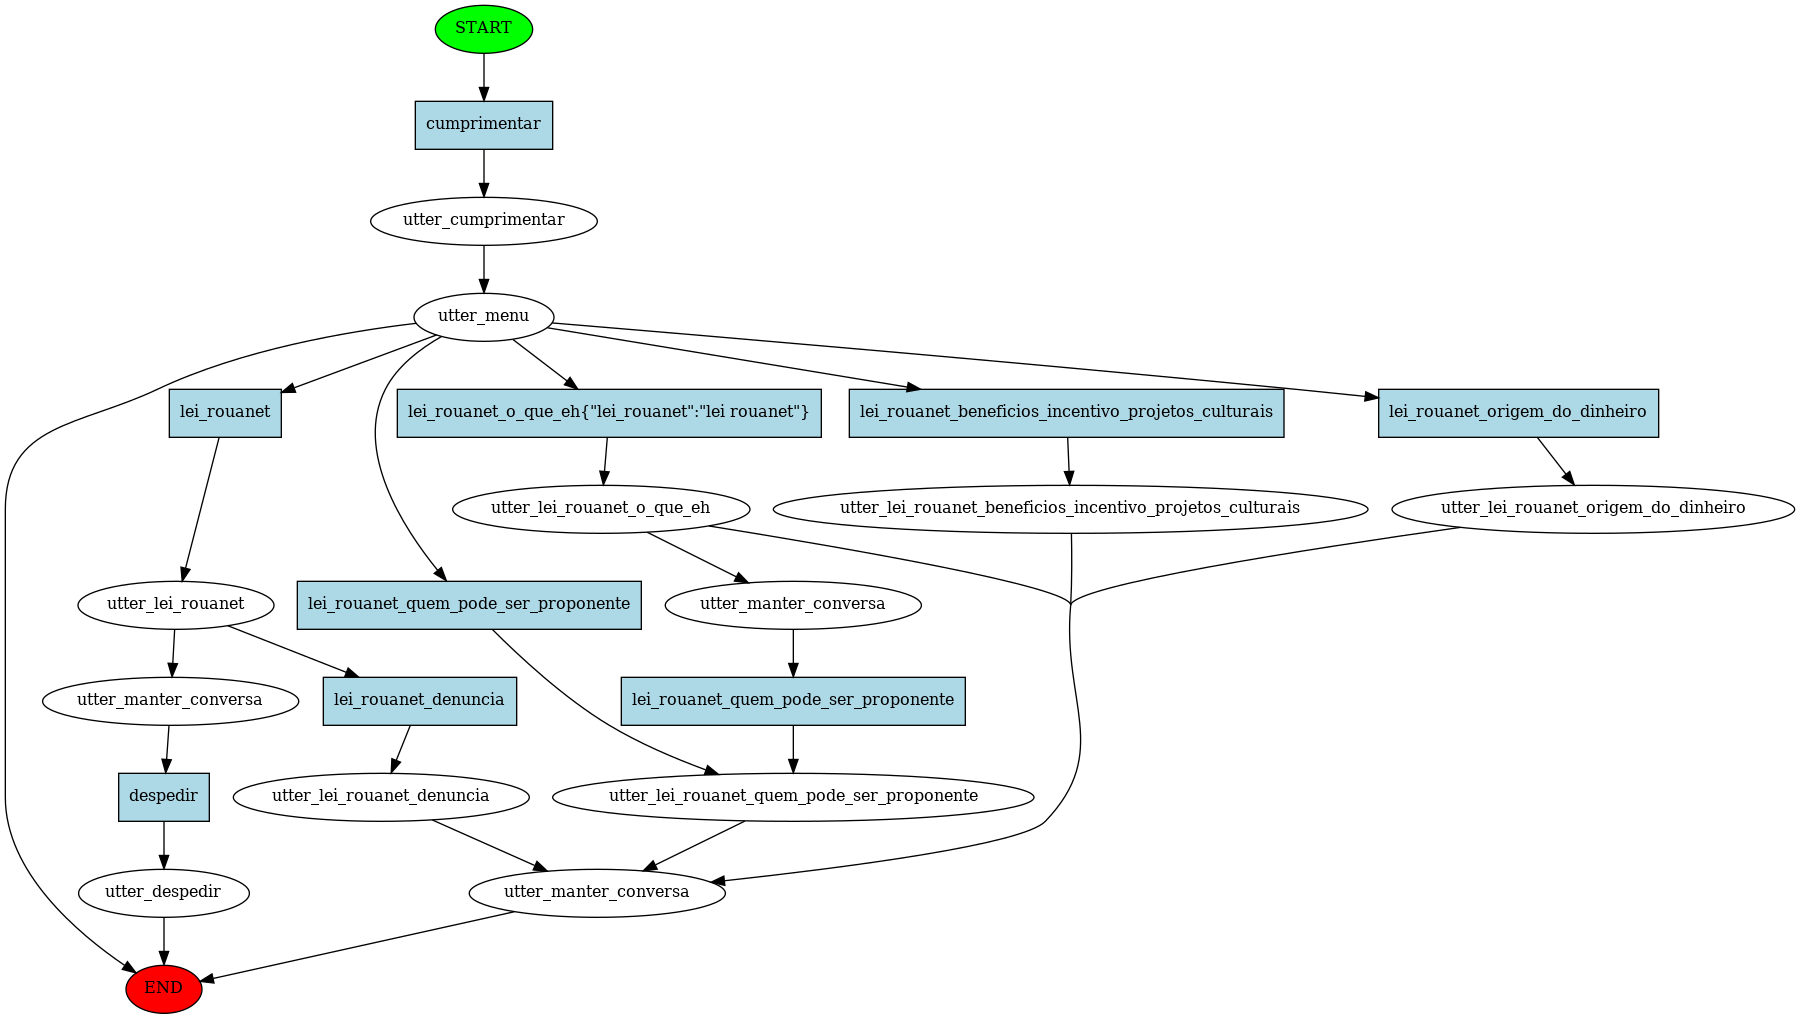 START
cumprimentar
utter_cumprimentar
utter_menu
lei_rouanet
lei_rouanet_o_que_eh{"lei_rouanet":"lei rouanet"}
lei_rouanet_beneficios_incentivo_projetos_culturais
lei_rouanet_origem_do_dinheiro
utter_lei_rouanet_o_que_eh
utter_lei_rouanet_beneficios_incentivo_projetos_culturais
utter_lei_rouanet_origem_do_dinheiro
utter_lei_rouanet
lei_rouanet_quem_pode_ser_proponente
utter_manter_conversa
utter_manter_conversa
lei_rouanet_denuncia
lei_rouanet_quem_pode_ser_proponente
despedir
utter_lei_rouanet_denuncia
utter_lei_rouanet_quem_pode_ser_proponente
utter_despedir
utter_manter_conversa
END